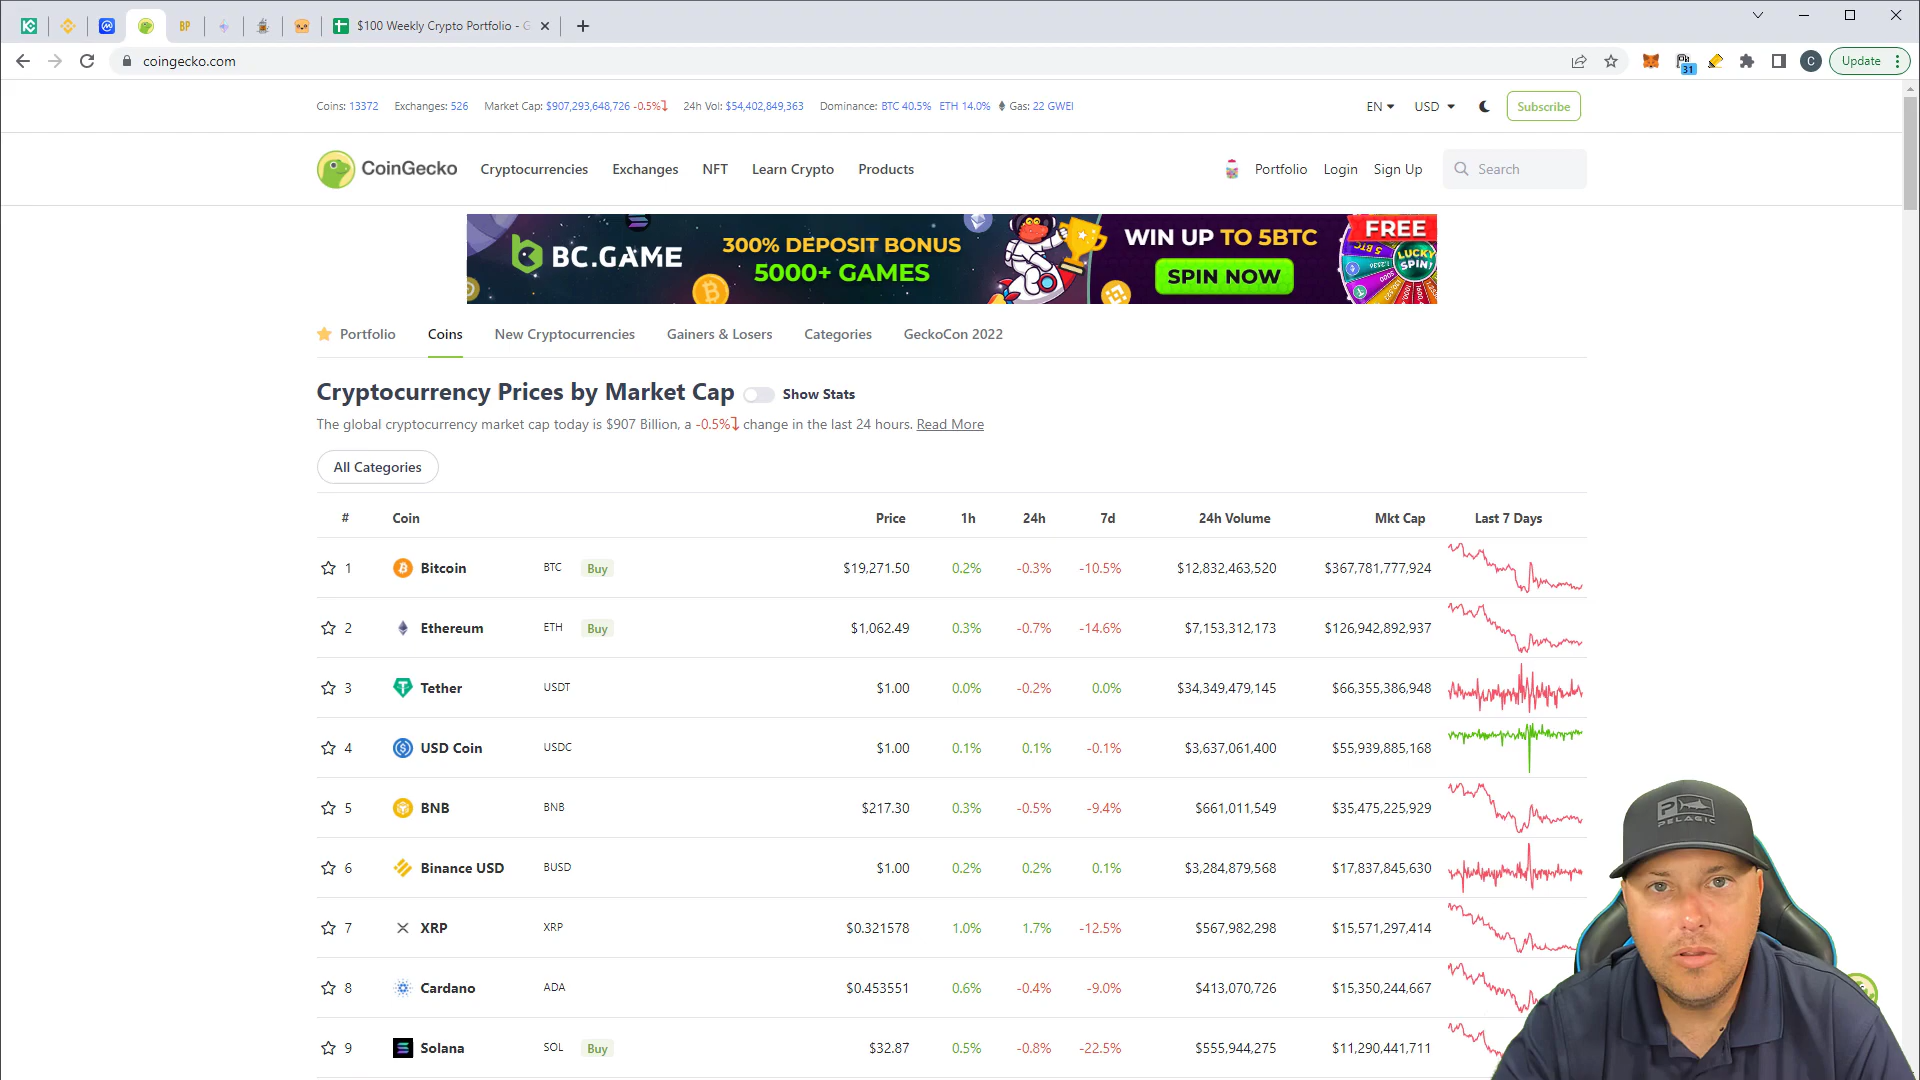 $100 Weekly Crypto Portfolio - G
coingecko.com
31
C
Update
Coins: 13372 Exchanges: 526 Market Cap: $907,293,648,726 -0.5% 24h Vol: $54,402,849,363 Dominance: BTC 40.5% ETH 14.0% Gas: 22 GWEI
EN USD Subscribe
CoinGecko Cryptocurrencies Exchanges NFT Learn Crypto Products Portfolio Login Sign Up Search
BC.GAME
300% DEPOSIT BONUS
5000+ GAMES
WIN UP TO 5BTC
SPIN NOW
FREE
LUCKY
SPIN!
Portfolio Coins New Cryptocurrencies Gainers & Losers Categories GeckoCon 2022
Cryptocurrency Prices by Market Cap Show Stats
The global cryptocurrency market cap today is $907 Billion, a -0.5% change in the last 24 hours. Read More
All Categories
# Coin Price 1h 24h 7d 24h Volume Mkt Cap Last 7 Days
1 Bitcoin BTC Buy $19,271.50 0.2% -0.3% -10.5% $12,832,463,520 $367,781,777,924
2 Ethereum ETH Buy $1,062.49 0.3% -0.7% -14.6% $7,153,312,173 $126,942,892,937
3 Tether USDT $1.00 0.0% -0.2% 0.0% $34,349,479,145 $66,355,386,948
4 USD Coin USDC $1.00 0.1% 0.1% -0.1% $3,637,061,400 $55,939,885,168
5 BNB BNB $217.30 0.3% -0.5% -9.4% $661,011,549 $35,475,225,929
6 Binance USD BUSD $1.00 0.2% 0.2% 0.1% $3,284,879,568 $17,837,845,630
7 XRP XRP $0.321578 1.0% 1.7% -12.5% $567,982,298 $15,571,297,414
8 Cardano ADA $0.453551 0.6% -0.4% -9.0% $413,070,726 $15,350,244,667
9 Solana SOL Buy $32.87 0.5% -0.8% -22.5% $555,944,275 $11,290,441,711
PELAGIC